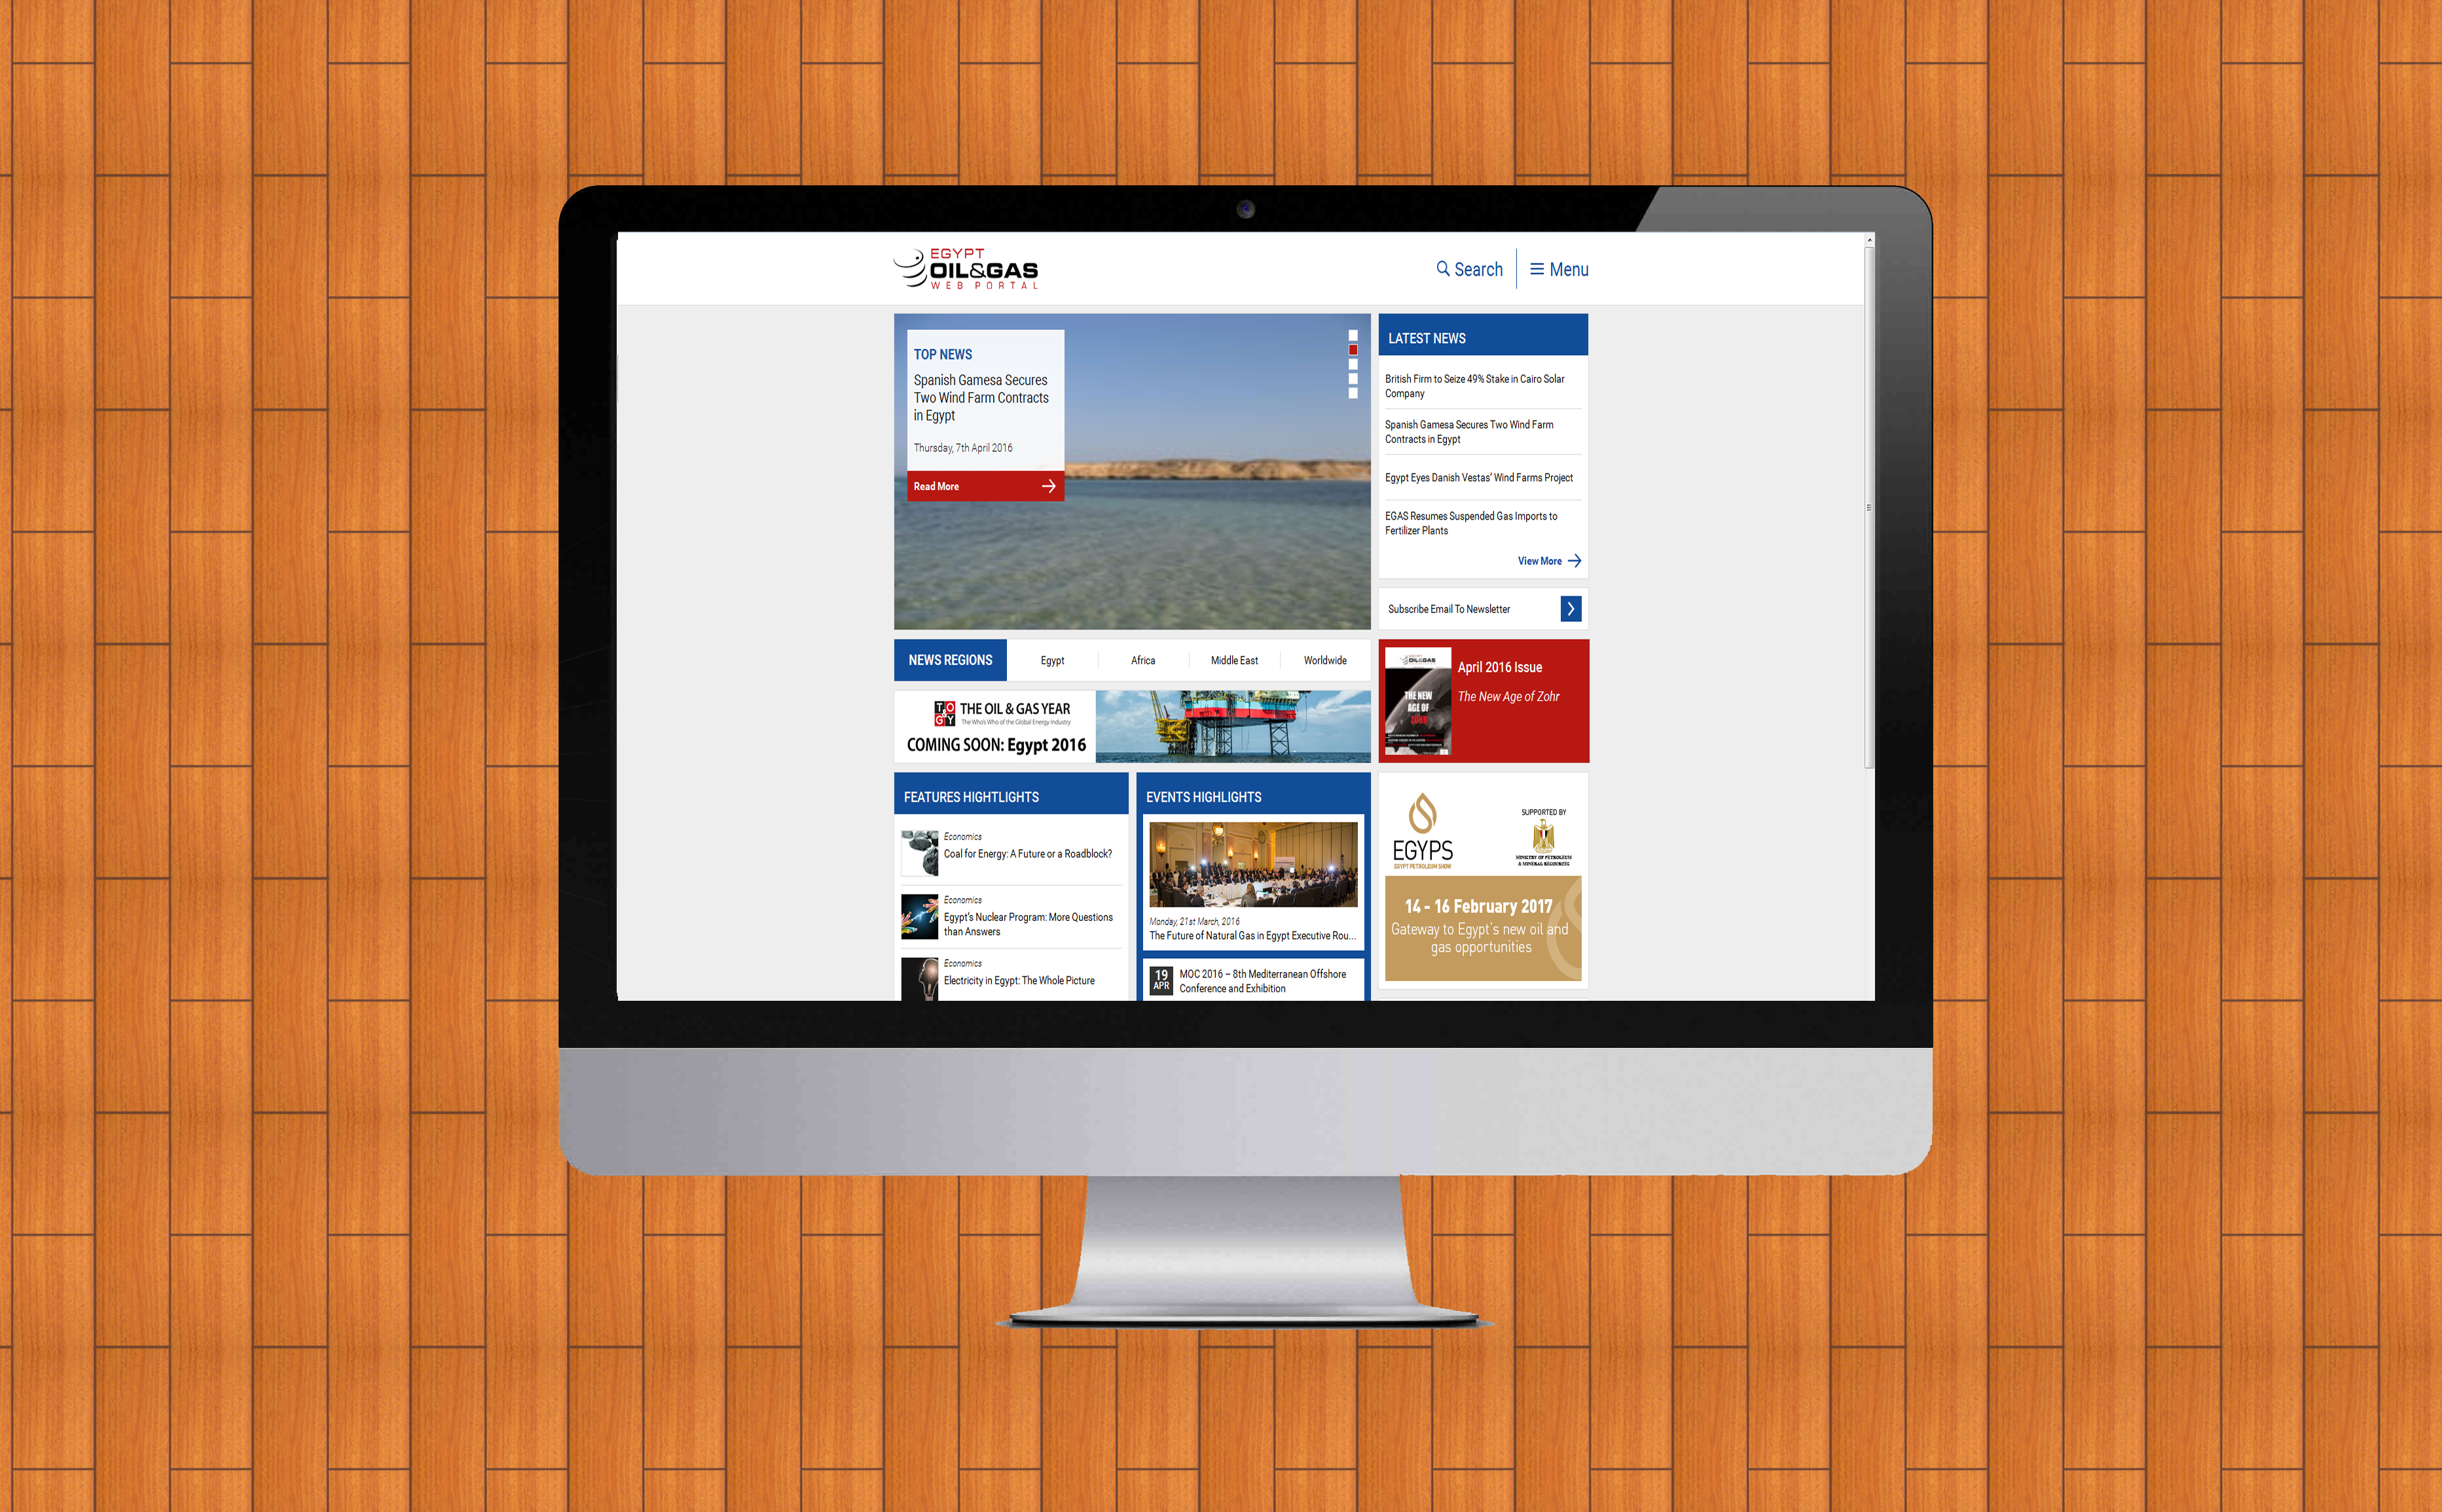 EGYPT
OIL&GAS
WEB PORTAL
Search
Menu
TOP NEWS
Spanish Gamesa Secures
Two Wind Farm Contracts
in Egypt
Thursday, 7th April 2016
Read More
LATEST NEWS
British Firm to Seize 49% Stake in Cairo Solar
Company
Spanish Gamesa Secures Two Wind Farm
Contracts in Egypt
Egypt Eyes Danish Vestas' Wind Farms Project
EGAS Resumes Suspended Gas Imports to
Fertilizer Plants
View More
Subscribe Email To Newsletter
NEWS REGIONS
Egypt
Africa
Middle East
Worldwide
TO
G&Y
THE OIL & GAS YEAR
The Who's Who of the Global Energy Industry
COMING SOON: Egypt 2016
OIL&GAS
THE NEW
AGE OF
ZOHR
April 2016 Issue
The New Age of Zohr
FEATURES HIGHTLIGHTS
Economics
Coal for Energy: A Future or a Roadblock?
Economics
Egypt's Nuclear Program: More Questions
than Answers
Economics
Electricity in Egypt: The Whole Picture
EVENTS HIGHLIGHTS
Monday, 21st March, 2016
The Future of Natural Gas in Egypt Executive Rou...
19
APR
MOC 2016 – 8th Mediterranean Offshore
Conference and Exhibition
EGYPS
EGYPT PETROLEUM SHOW
SUPPORTED BY
MINISTRY OF PETROLEUM
& MINERAL RESOURCES
14 - 16 February 2017
Gateway to Egypt's new oil and
gas opportunities